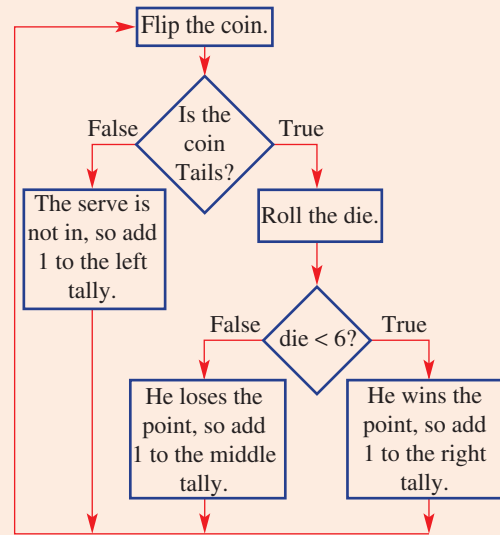 Flip the coin.
Is the
coin
Tails?
False
True
The serve is
not in, so add
1 to the left
tally.
Roll the die.
die < 6?
False
True
He loses the
point, so add
1 to the middle
tally.
He wins the
point, so add
1 to the right
tally.